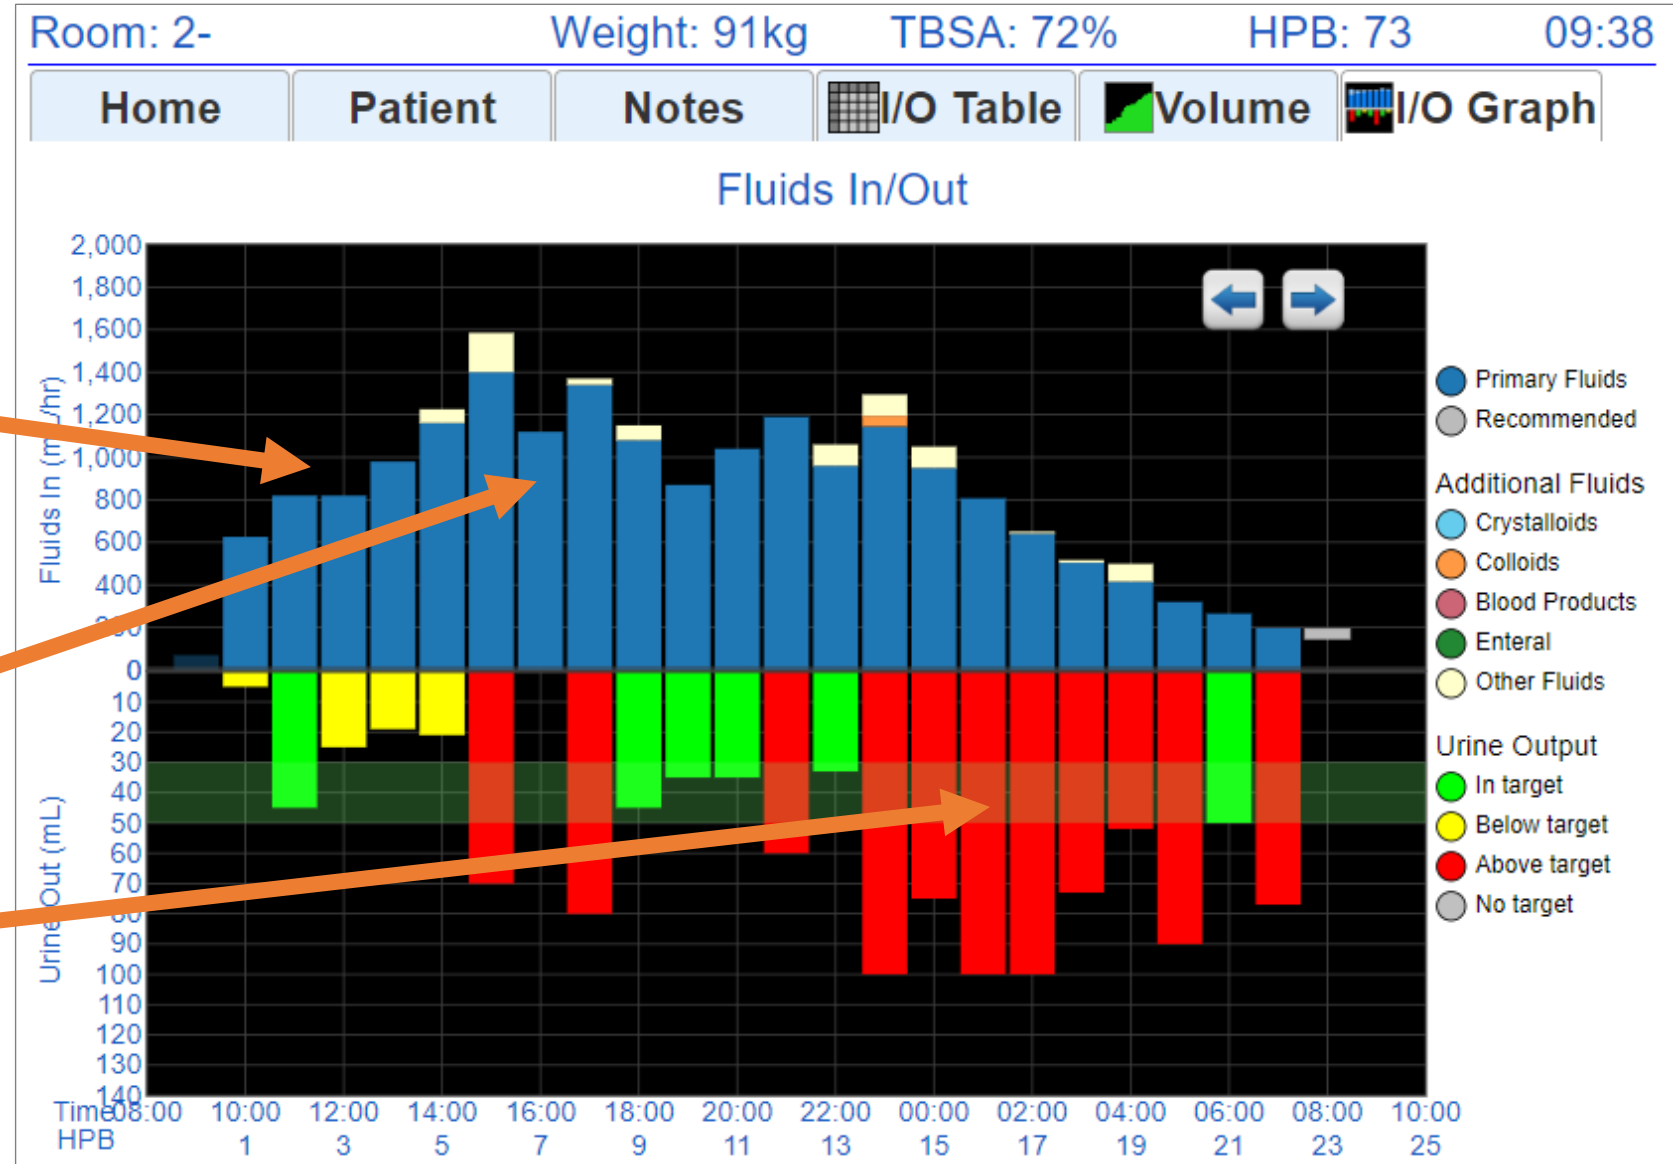 Room: 2- Weight: 91kg TBSA: 72% HPB: 73 09:38
Home Patient Notes I/O Table Volume I/O Graph
Fluids In/Out
2,000
1,800
1,600
1,400
1,200
1,000
800
600
400
200
0
10
20
30
40
50
60
70
80
90
100
110
120
130
140
Fluids In (mL/hr)
Urine Out (mL)
Time 08:00 10:00 12:00 14:00 16:00 18:00 20:00 22:00 00:00 02:00 04:00 06:00 08:00 10:00
HPB 1 3 5 7 9 11 13 15 17 19 21 23 25
Primary Fluids
Recommended
Additional Fluids
Crystalloids
Colloids
Blood Products
Enteral
Other Fluids
Urine Output
In target
Below target
Above target
No target